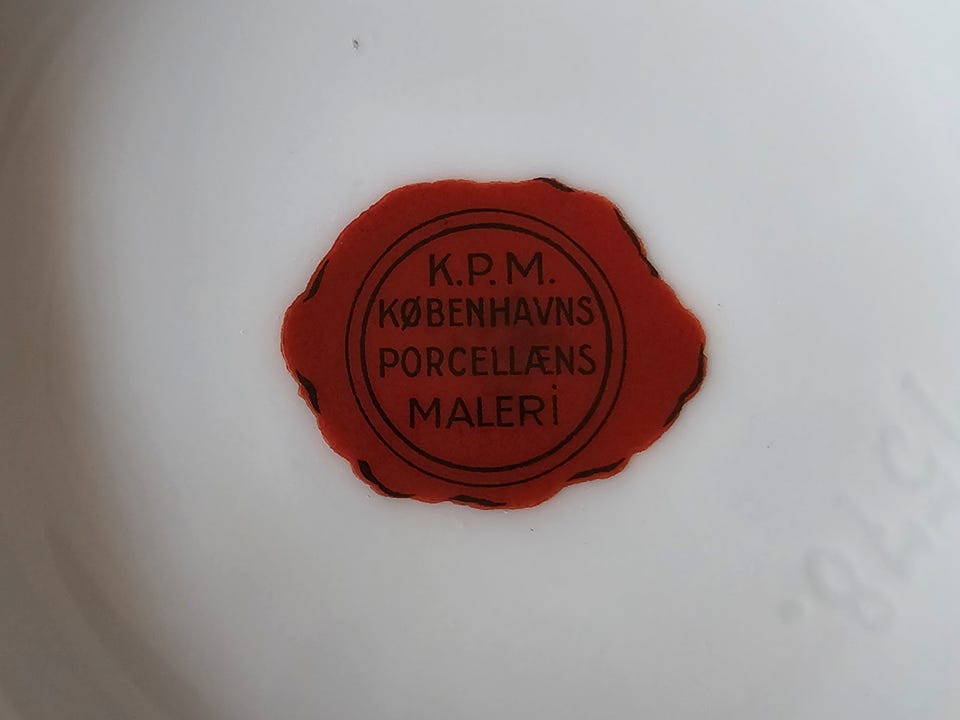 K.P.M.
KØBENHAVNS
PORCELLÆNS
MALERi